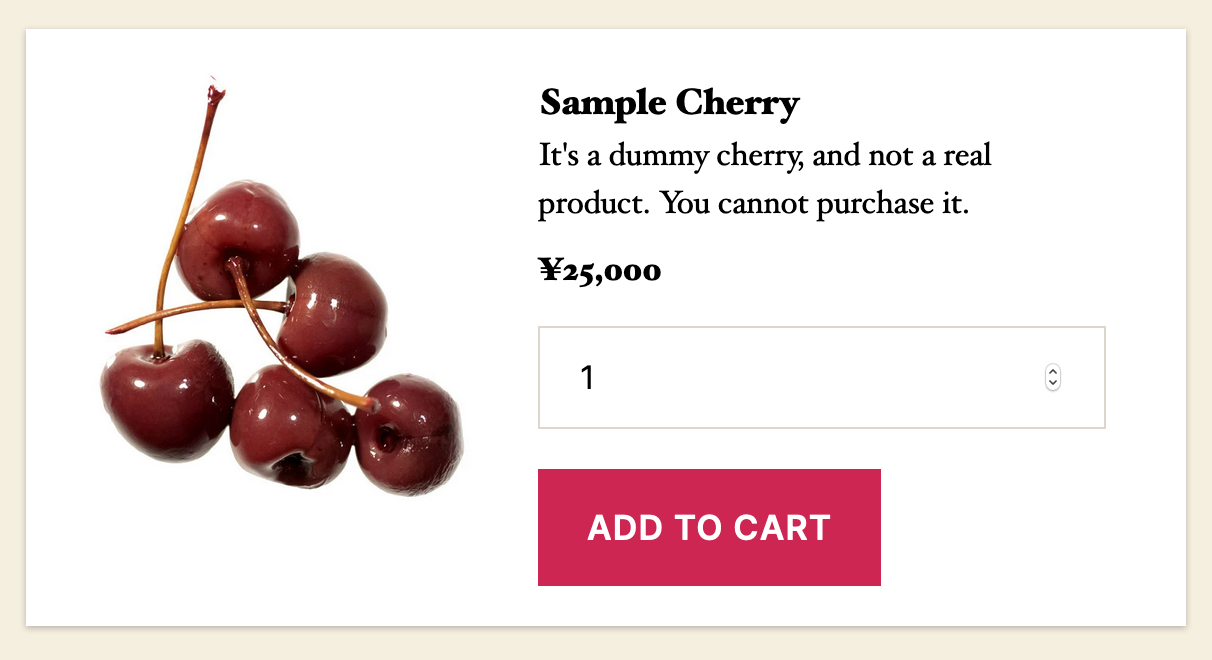 Sample Cherry
It's a dummy cherry, and not a real
product. You cannot purchase it.
¥25,000
1
ADD TO CART